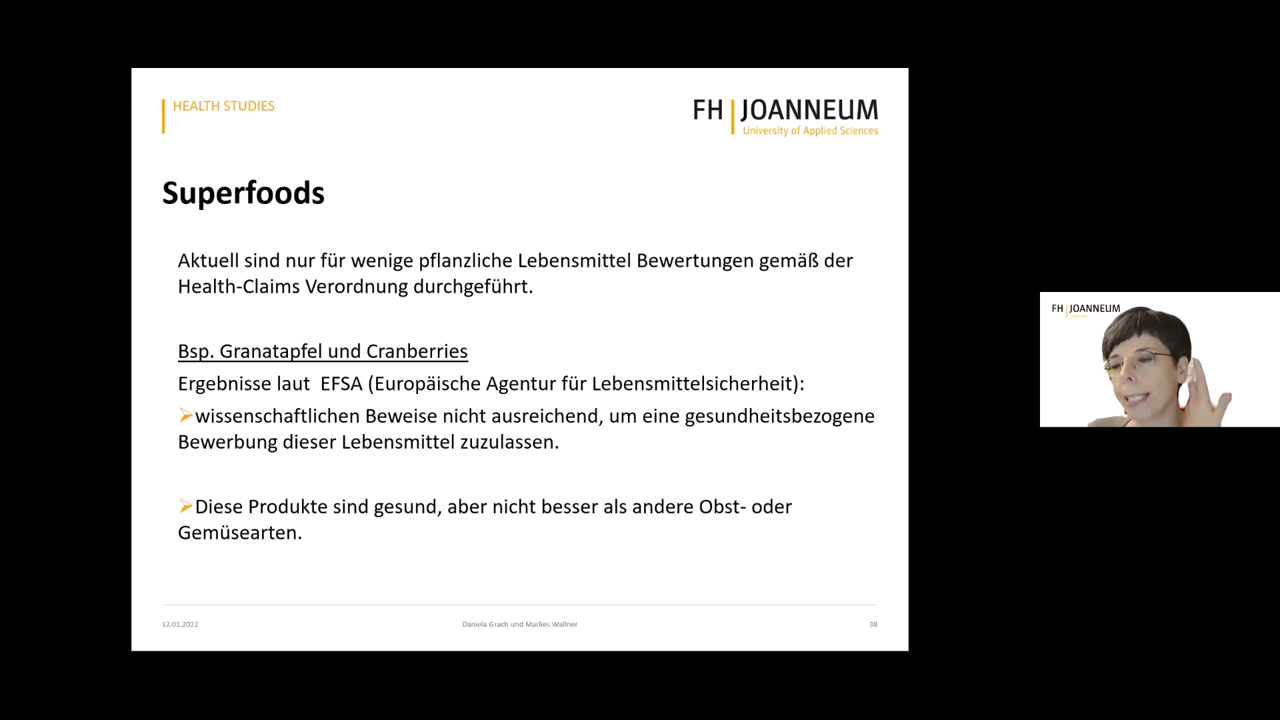 HEALTH STUDIES
FH JOANNEUM
University of Applied Sciences
Superfoods
Aktuell sind nur für wenige pflanzliche Lebensmittel Bewertungen gemäß der
Health-Claims Verordnung durchgeführt.
Bsp. Granatapfel und Cranberries
Ergebnisse laut  EFSA (Europäische Agentur für Lebensmittelsicherheit):
➢wissenschaftlichen Beweise nicht ausreichend, um eine gesundheitsbezogene
Bewerbung dieser Lebensmittel zuzulassen.
➢Diese Produkte sind gesund, aber nicht besser als andere Obst- oder
Gemüsearten.
12.01.2022
Daniela Grach und Marlies Wallner
38
FH JOANNEUM